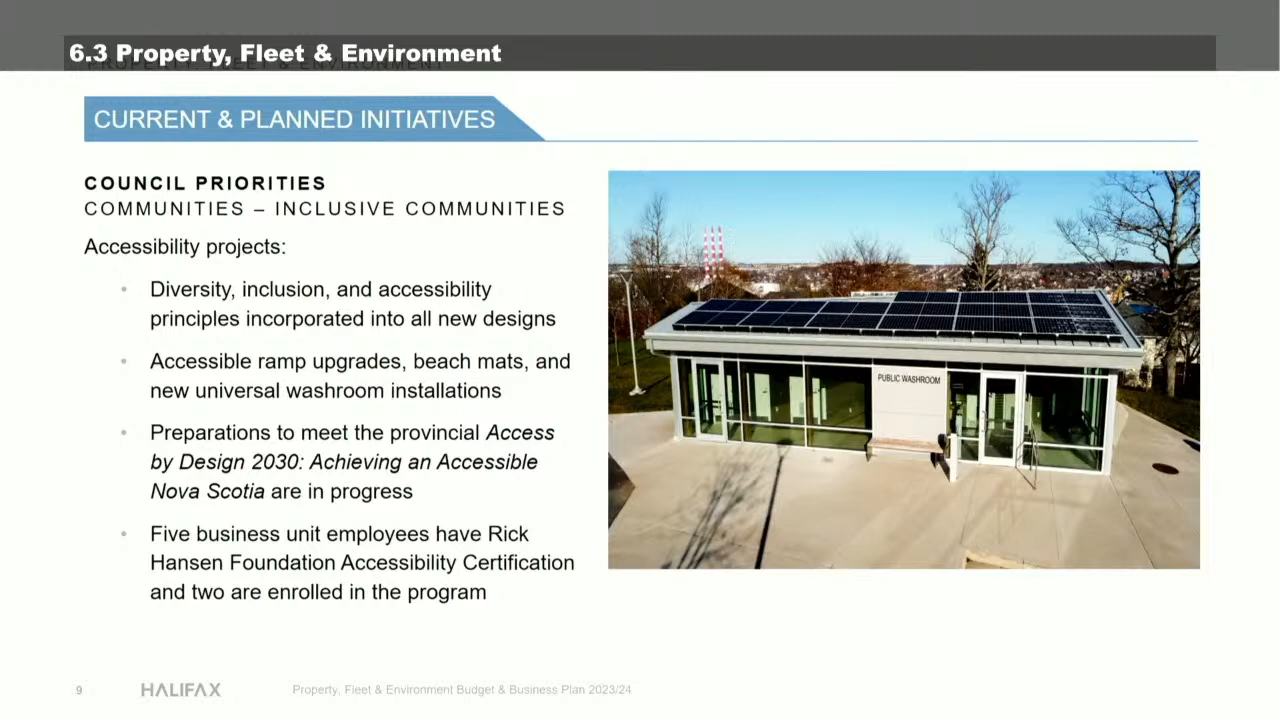 6.3 Property, Fleet & Environment
PROPERTY, FLEET & ENVIRONMENT
CURRENT & PLANNED INITIATIVES
COUNCIL PRIORITIES
COMMUNITIES – INCLUSIVE COMMUNITIES
Accessibility projects:
• Diversity, inclusion, and accessibility
principles incorporated into all new designs
• Accessible ramp upgrades, beach mats, and
new universal washroom installations
• Preparations to meet the provincial Access
by Design 2030: Achieving an Accessible
Nova Scotia are in progress
• Five business unit employees have Rick
Hansen Foundation Accessibility Certification
and two are enrolled in the program
PUBLIC WASHROOM
9
HALIFAX
Property, Fleet & Environment Budget & Business Plan 2023/24